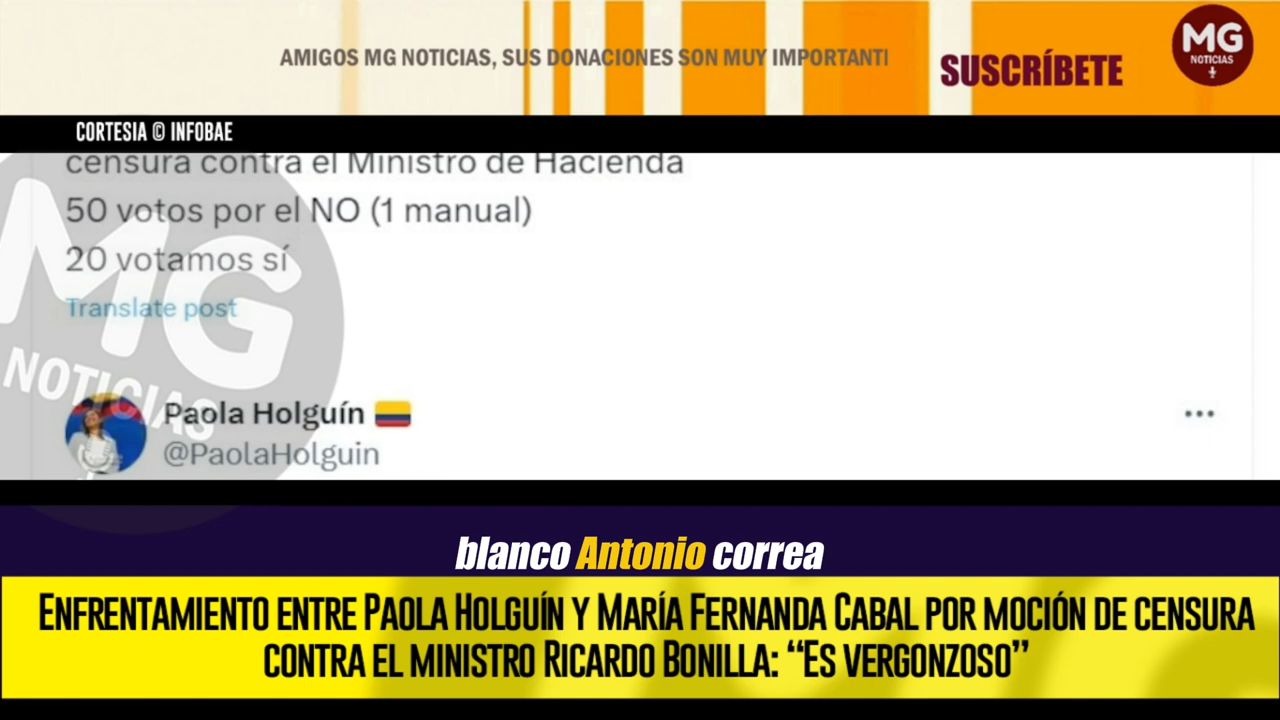 AMIGOS MG NOTICIAS, SUS DONACIONES SON MUY IMPORTANTI
SUSCRÍBETE
MG
NOTICIAS
CORTESIA © INFOBAE
censura contra el Ministro de Hacienda
50 votos por el NO (1 manual)
20 votamos sí
Translate post
MG
NOTICIAS
Paola Holguín
@PaolaHolguin
blanco Antonio correa
ENFRENTAMIENTO ENTRE PAOLA HOLGUÍN Y MARÍA FERNANDA CABAL POR MOCIÓN DE CENSURA
CONTRA EL MINISTRO RICARDO BONILLA: “ES VERGONZOSO”